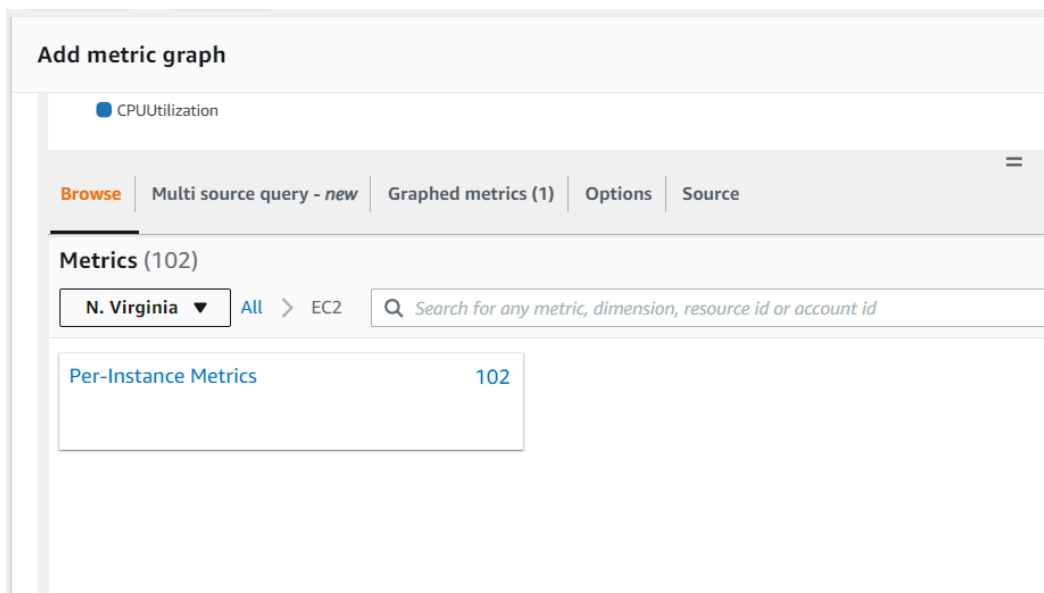 Add metric graph
CPUUtilization
Browse Multi source query - new Graphed metrics (1) Options Source
Metrics (102)
N. Virginia All EC2 Search for any metric, dimension, resource id or account id
Per-Instance Metrics 102